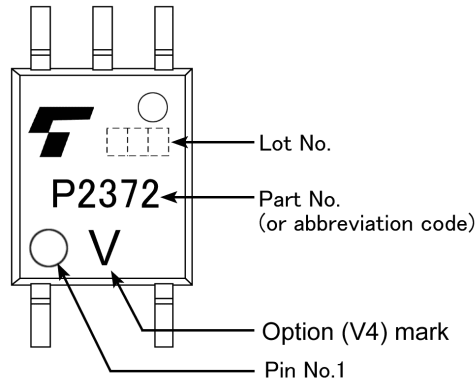 Lot No.
P2372
Part No.
(or abbreviation code)
V
Option (V4) mark
Pin No.1